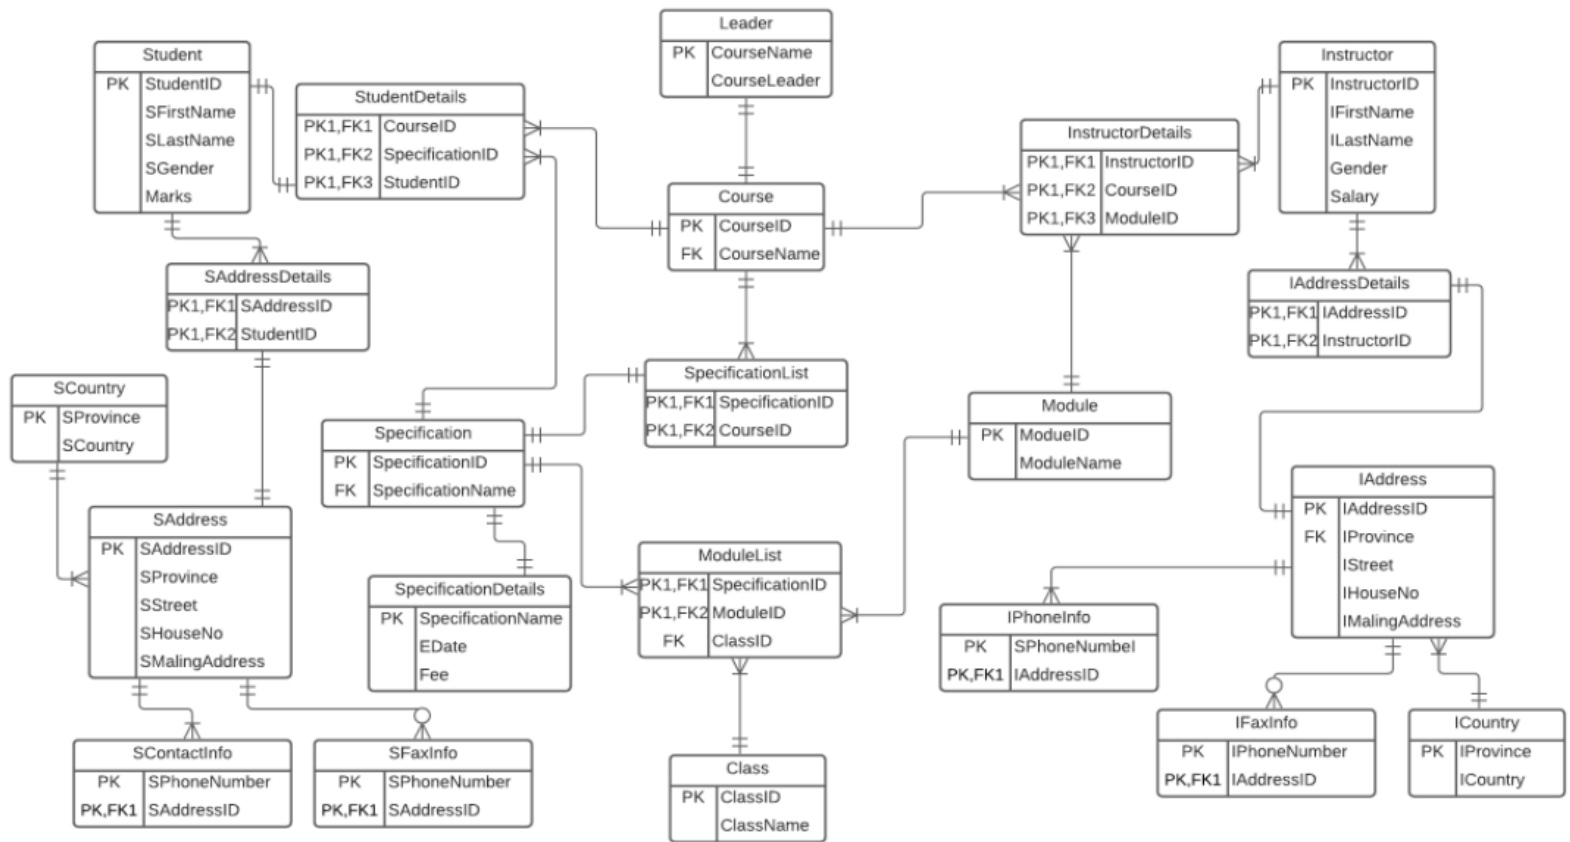 Leader
PK CourseName
CourseLeader
Student
PK StudentID
SFirstName
SLastName
SGender
Marks
StudentDetails
PK1,FK1 CourseID
PK1,FK2 SpecificationID
PK1,FK3 StudentID
Instructor
PK InstructorID
IFirstName
ILastName
Gender
Salary
InstructorDetails
PK1,FK1 InstructorID
PK1,FK2 CourseID
PK1,FK3 ModuleID
Course
PK CourseID
FK CourseName
SAddressDetails
PK1,FK1 SAddressID
PK1,FK2 StudentID
IAddressDetails
PK1,FK1 IAddressID
PK1,FK2 InstructorID
SpecificationList
PK1,FK1 SpecificationID
PK1,FK2 CourseID
SCountry
PK SProvince
SCountry
Specification
PK SpecificationID
FK SpecificationName
Module
PK ModueID
ModuleName
IAddress
PK IAddressID
FK IProvince
IStreet
IHouseNo
IMalingAddress
SAddress
PK SAddressID
SProvince
SStreet
SHouseNo
SMalingAddress
ModuleList
PK1,FK1 SpecificationID
PK1,FK2 ModuleID
FK ClassID
SpecificationDetails
PK SpecificationName
EDate
Fee
IPhoneInfo
PK SPhoneNumbel
PK,FK1 IAddressID
IFaxInfo
PK IPhoneNumber
PK,FK1 IAddressID
ICountry
PK IProvince
ICountry
SContactInfo
PK SPhoneNumber
PK,FK1 SAddressID
SFaxInfo
PK SPhoneNumber
PK,FK1 SAddressID
Class
PK ClassID
ClassName